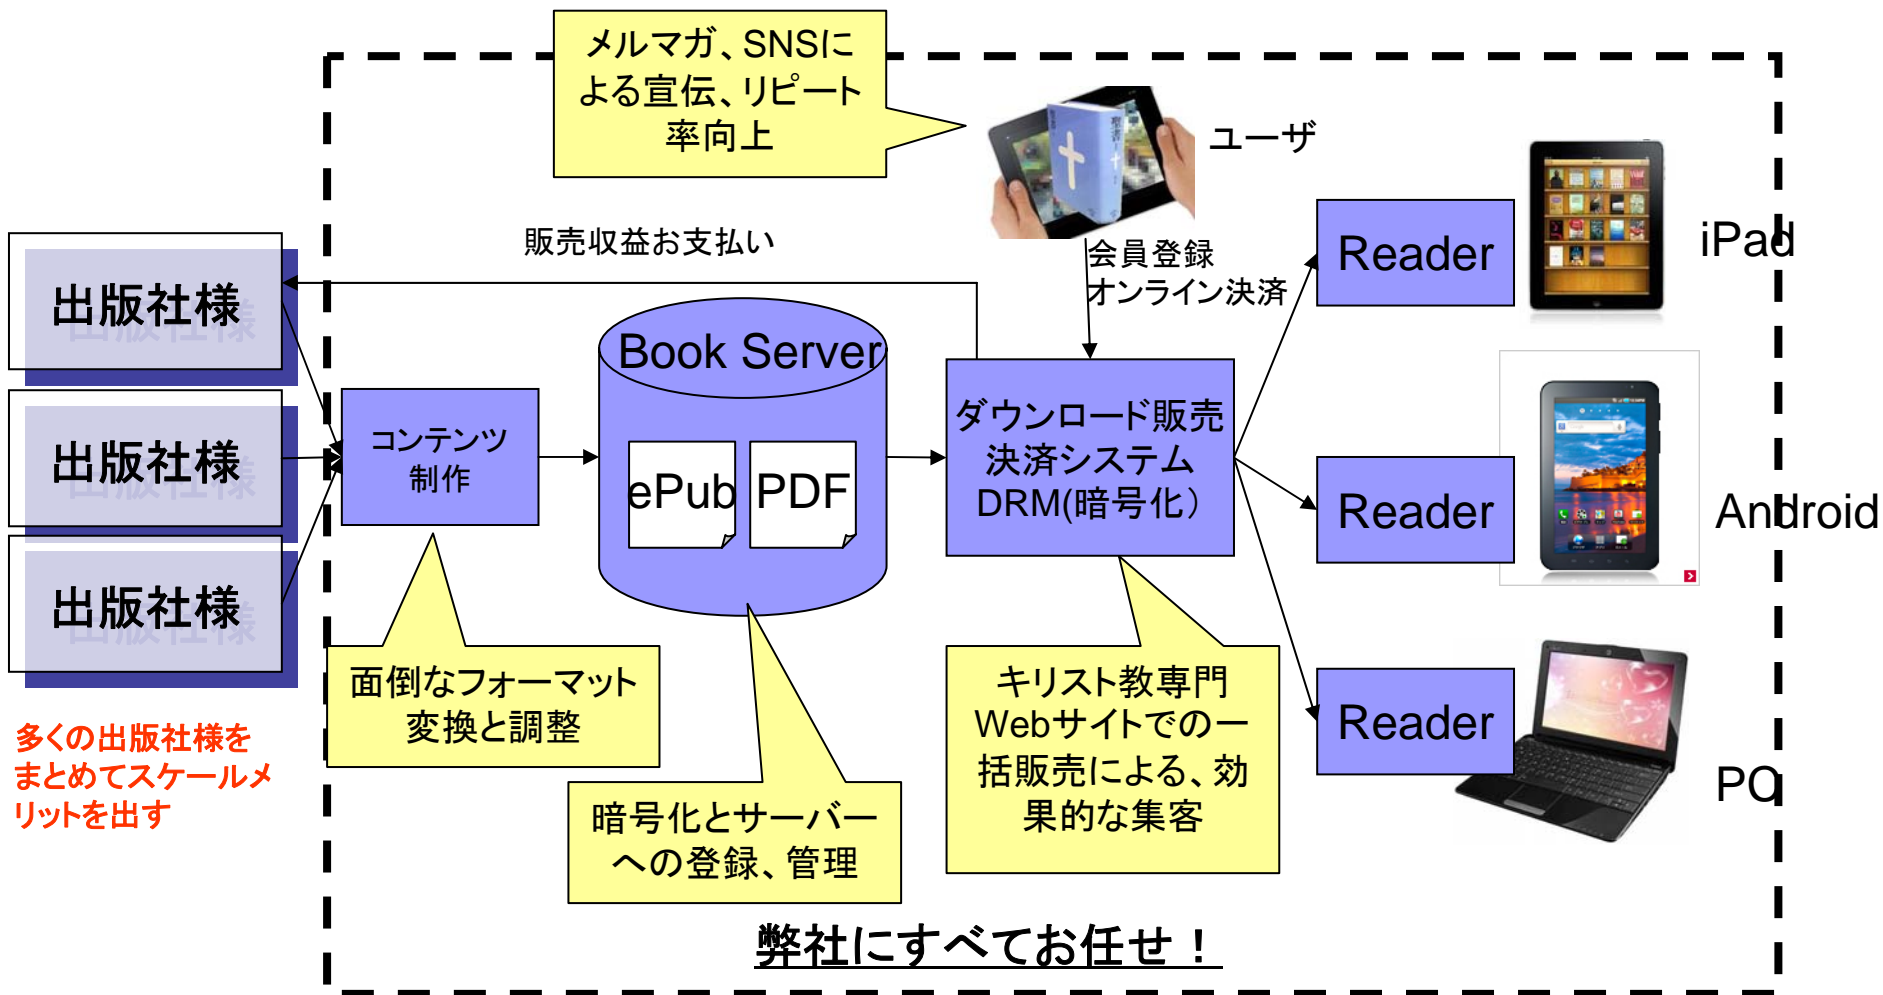 メルマガ、SNSに
よる宣伝、リピート
率向上
ユーザ
聖書
販売収益お支払い
会員登録
オンライン決済
出版社様
出版社様
出版社様
多くの出版社様を
まとめてスケールメ
リットを出す
コンテンツ
制作
Book Server
ePub
PDF
ダウンロード販売
決済システム
DRM(暗号化）
Reader
iPad
Reader
Android
Reader
PC
面倒なフォーマット
変換と調整
暗号化とサーバー
への登録、管理
キリスト教専門
Webサイトでの一
括販売による、効
果的な集客
弊社にすべてお任せ！